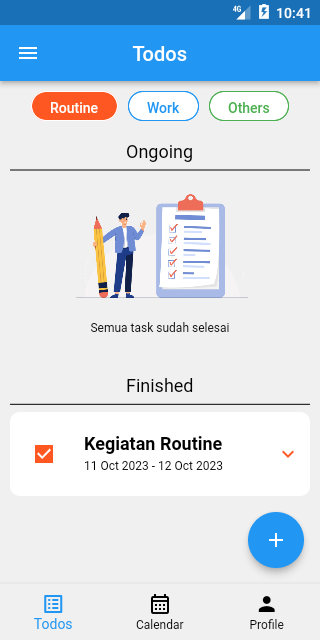 4G 10:41
Todos
Routine Work Others
Ongoing
Semua task sudah selesai
Finished
Kegiatan Routine
11 Oct 2023 - 12 Oct 2023
Todos Calendar Profile